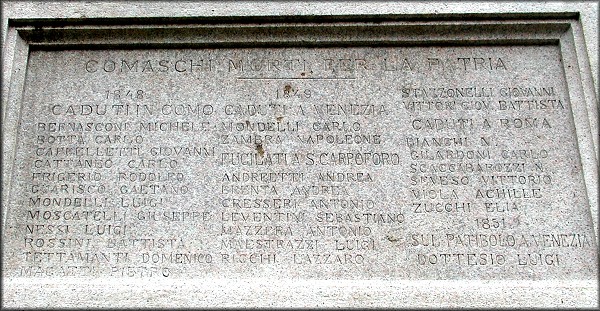 COMASCHI MORTI PER LA PATRIA
1848
CADUTI IN COMO
BERNASCONE MICHELE
BOTTA CARLO
CAPPELLETTI GIOVANNI
CATTANEO CARLO
FRIGERIO RODOLFO
GUARISCO GAETANO
MONDELLI LUIGI
MOSCATELLI GIUSEPPE
NESSI LUIGI
ROSSINI BATTISTA
TETTAMANTI DOMENICO
MAGATTI PIETRO
1849
CADUTI A VENEZIA
MONDELLI CARLO
ZAMBRA NAPOLEONE
FUCILATI A S. CARPOFORO
ANDREETTI ANDREA
BRENTA ANDREA
CRESSERI ANTONIO
LEVENTINI SEBASTIANO
MAZZERA ANTONIO
MAESTRAZZI LUIGI
RICCHI LAZZARO
STAZZONELLI GIOVANNI
VITTORI GIOV. BATTISTA
CADUTI A ROMA
BIANCHI N.
GILARDONI CARLO
SCACCABAROZZI N.
VITTORIO
VIOLA ACHILLE
ZUCCHI ELIA
1851
SUL PATIBOLO A VENEZIA
DOTTESIO LUIGI